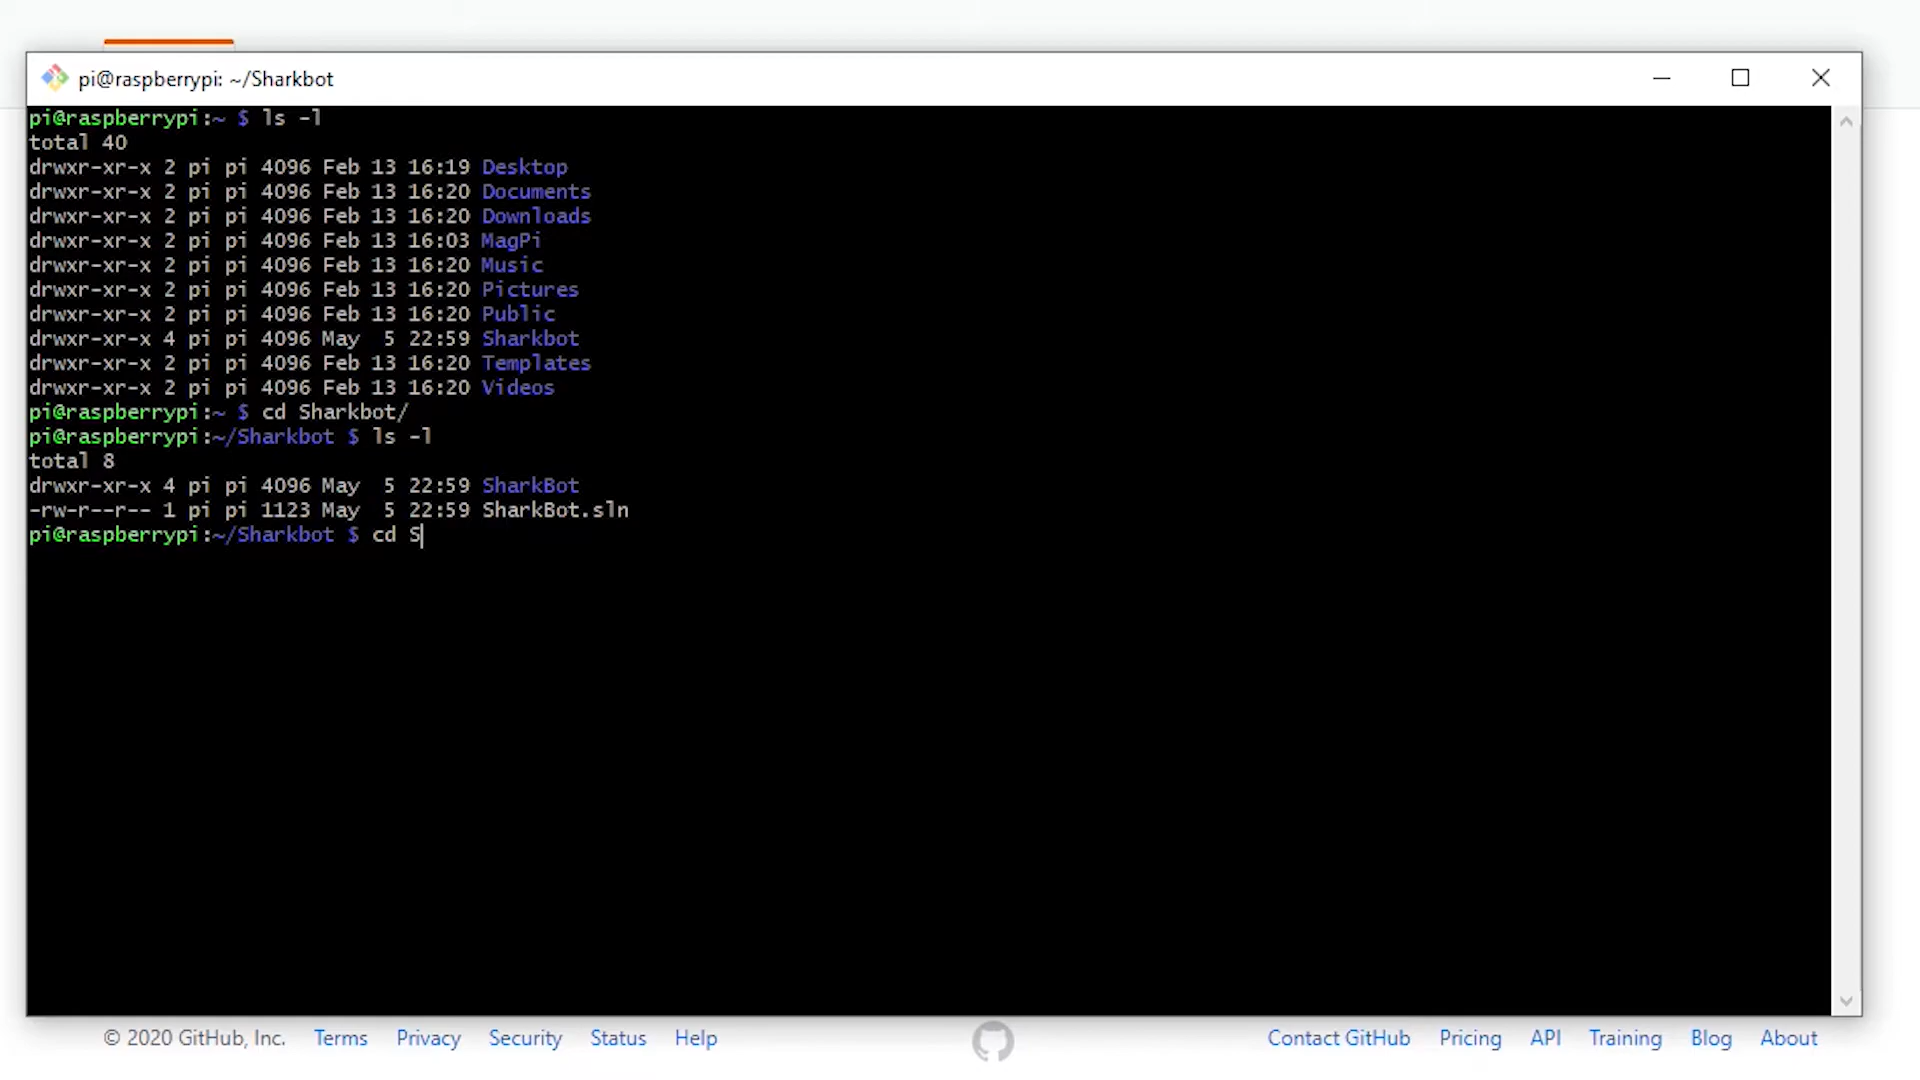 pi@raspberrypi: ~/Sharkbot
pi@raspberrypi:~ $ ls -l
total 40
drwxr-xr-x 2 pi pi 4096 Feb 13 16:19 Desktop
drwxr-xr-x 2 pi pi 4096 Feb 13 16:20 Documents
drwxr-xr-x 2 pi pi 4096 Feb 13 16:20 Downloads
drwxr-xr-x 2 pi pi 4096 Feb 13 16:03 MagPi
drwxr-xr-x 2 pi pi 4096 Feb 13 16:20 Music
drwxr-xr-x 2 pi pi 4096 Feb 13 16:20 Pictures
drwxr-xr-x 2 pi pi 4096 Feb 13 16:20 Public
drwxr-xr-x 4 pi pi 4096 May  5 22:59 Sharkbot
drwxr-xr-x 2 pi pi 4096 Feb 13 16:20 Templates
drwxr-xr-x 2 pi pi 4096 Feb 13 16:20 Videos
pi@raspberrypi:~ $ cd Sharkbot/
pi@raspberrypi:~/Sharkbot $ ls -l
total 8
drwxr-xr-x 4 pi pi 4096 May  5 22:59 SharkBot
-rw-r--r-- 1 pi pi 1123 May  5 22:59 SharkBot.sln
pi@raspberrypi:~/Sharkbot $ cd S
© 2020 GitHub, Inc. Terms Privacy Security Status Help Contact GitHub Pricing API Training Blog About